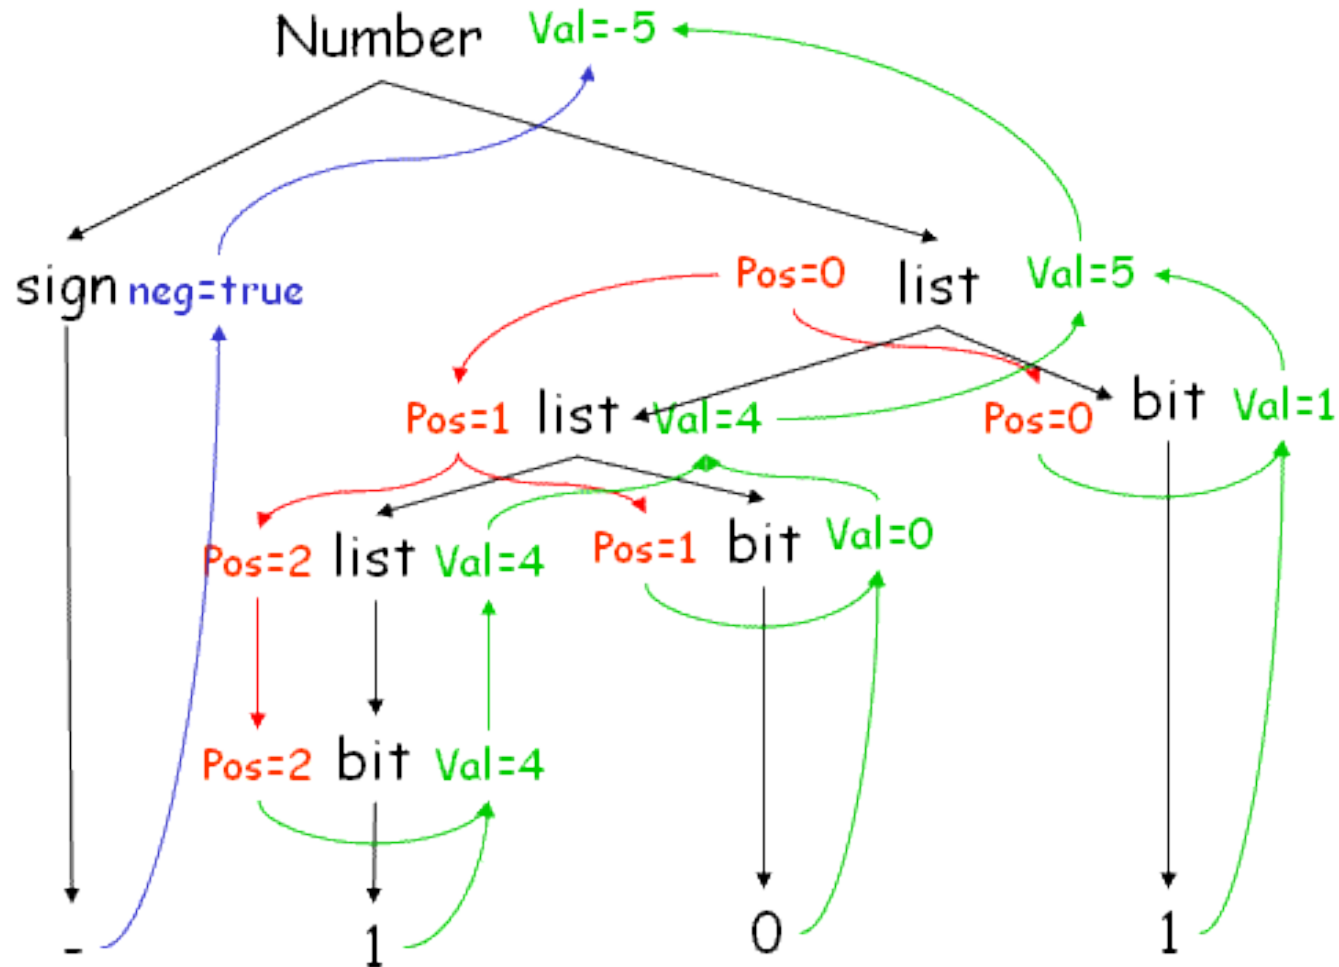 Number Val=-5
sign neg=true Pos=0 list Val=5
Pos=1 list Val=4 Pos=0 bit Val=1
Pos=2 list Val=4 Pos=1 bit Val=0
Pos=2 bit Val=4
- 1 0 1